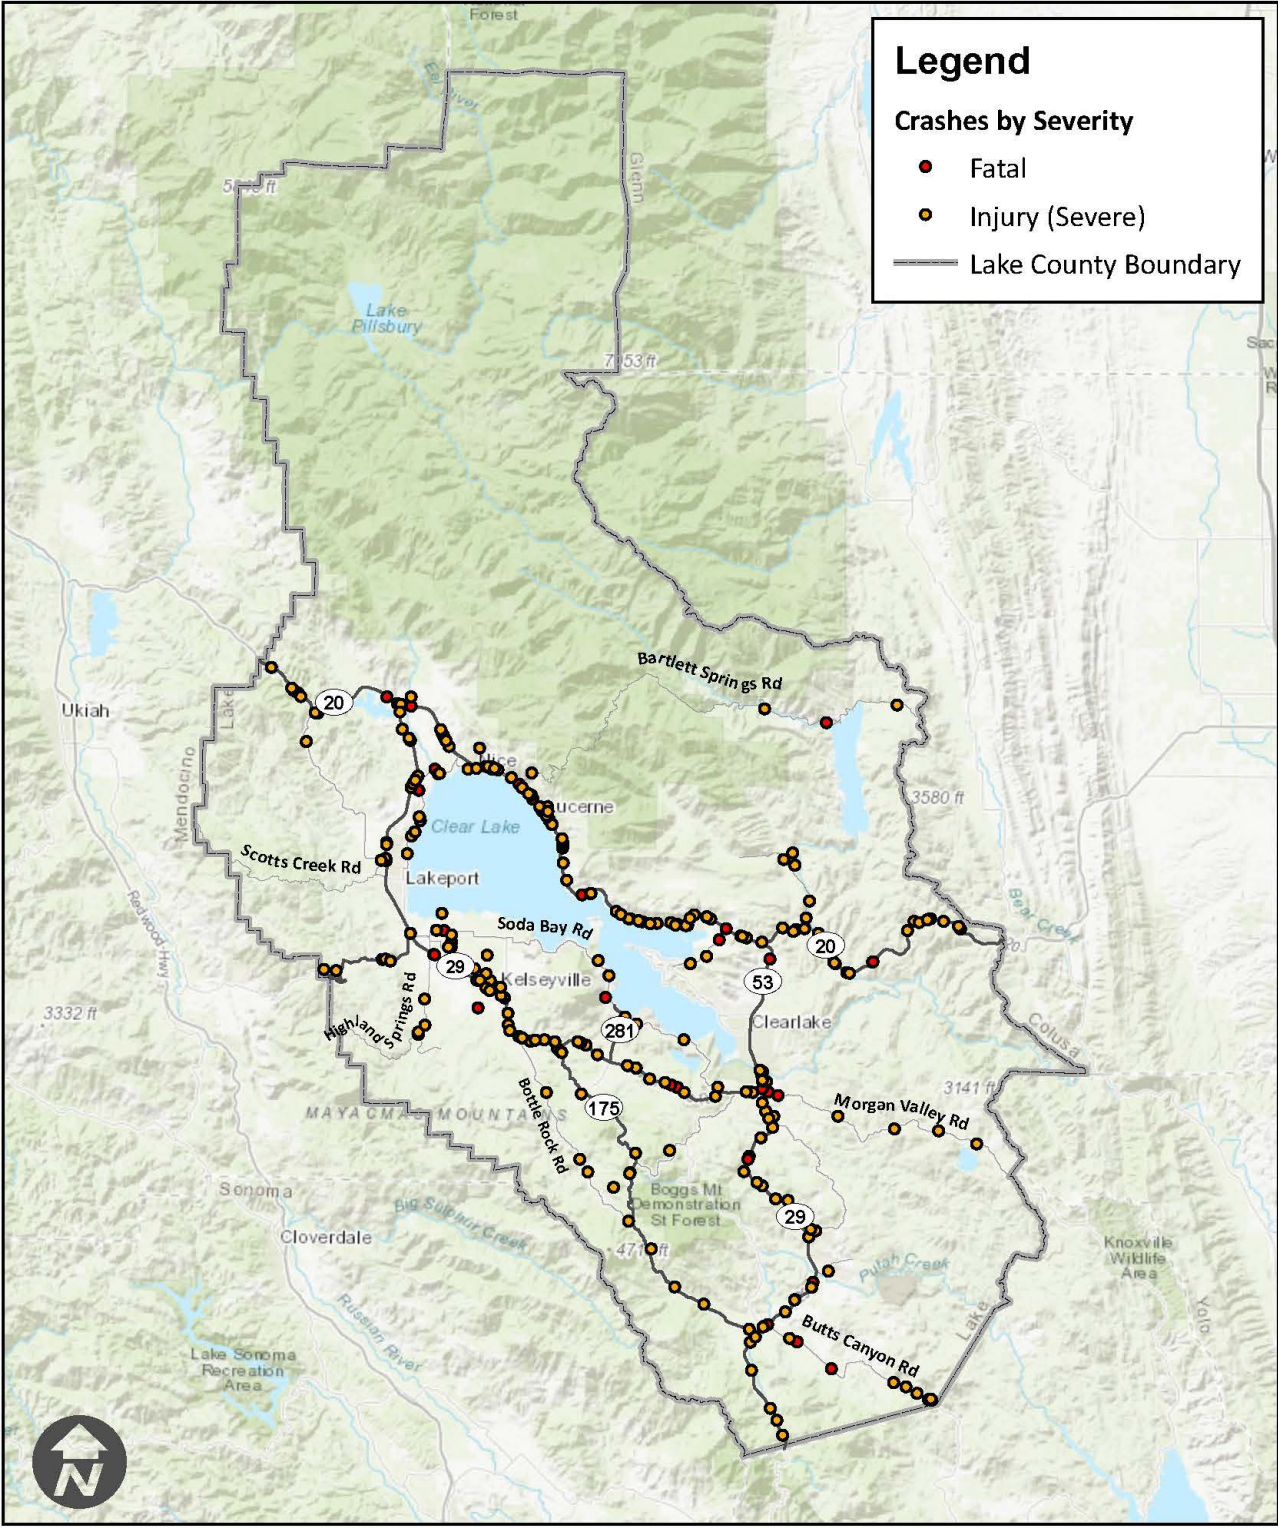 Forest
Legend
Crashes by Severity
Fatal
Injury (Severe)
Lake County Boundary
Eel River
Glenn
Lake
Pillsbury
7053 ft
Bartlett Springs Rd
Ukiah
Lake
20
Mendocino
Nice
Lucerne
3580 ft
Clear Lake
Scotts Creek Rd
Lakeport
Redwood Hwy
Soda Bay Rd
Bear Creek
20
20
29
Kelseyville
53
Highland Springs Rd
3332 ft
281
Clearlake
Colusa
3141 ft
MAYACMAS MOUNTAINS
Bottle Rock Rd
175
Morgan Valley Rd
Sonoma
Big Sulphur Creek
Boggs Mt
Demonstration
St Forest
29
Cloverdale
Putah Creek
Knoxville
Wildlife
Area
Russian River
Lake
Yolo
Butts Canyon Rd
Lake Sonoma
Recreation
Area
N